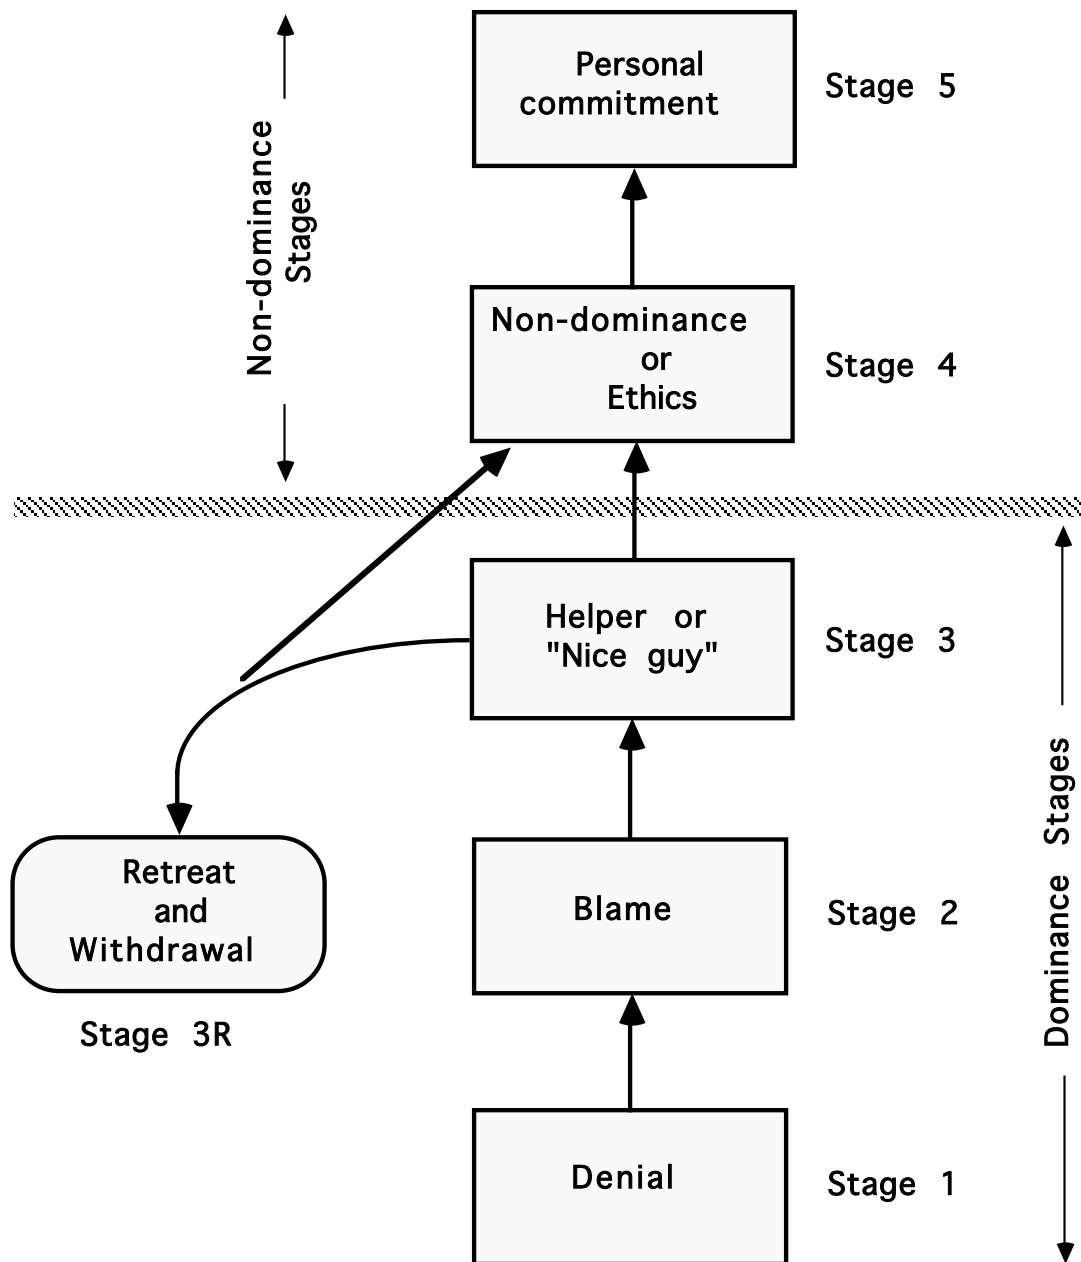 Personal
commitment
Stage 5
Non-dominance
Stages
Non-dominance
or
Ethics
Stage 4
Helper or
"Nice guy"
Stage 3
Dominance Stages
Retreat
and
Withdrawal
Stage 3R
Blame
Stage 2
Denial
Stage 1